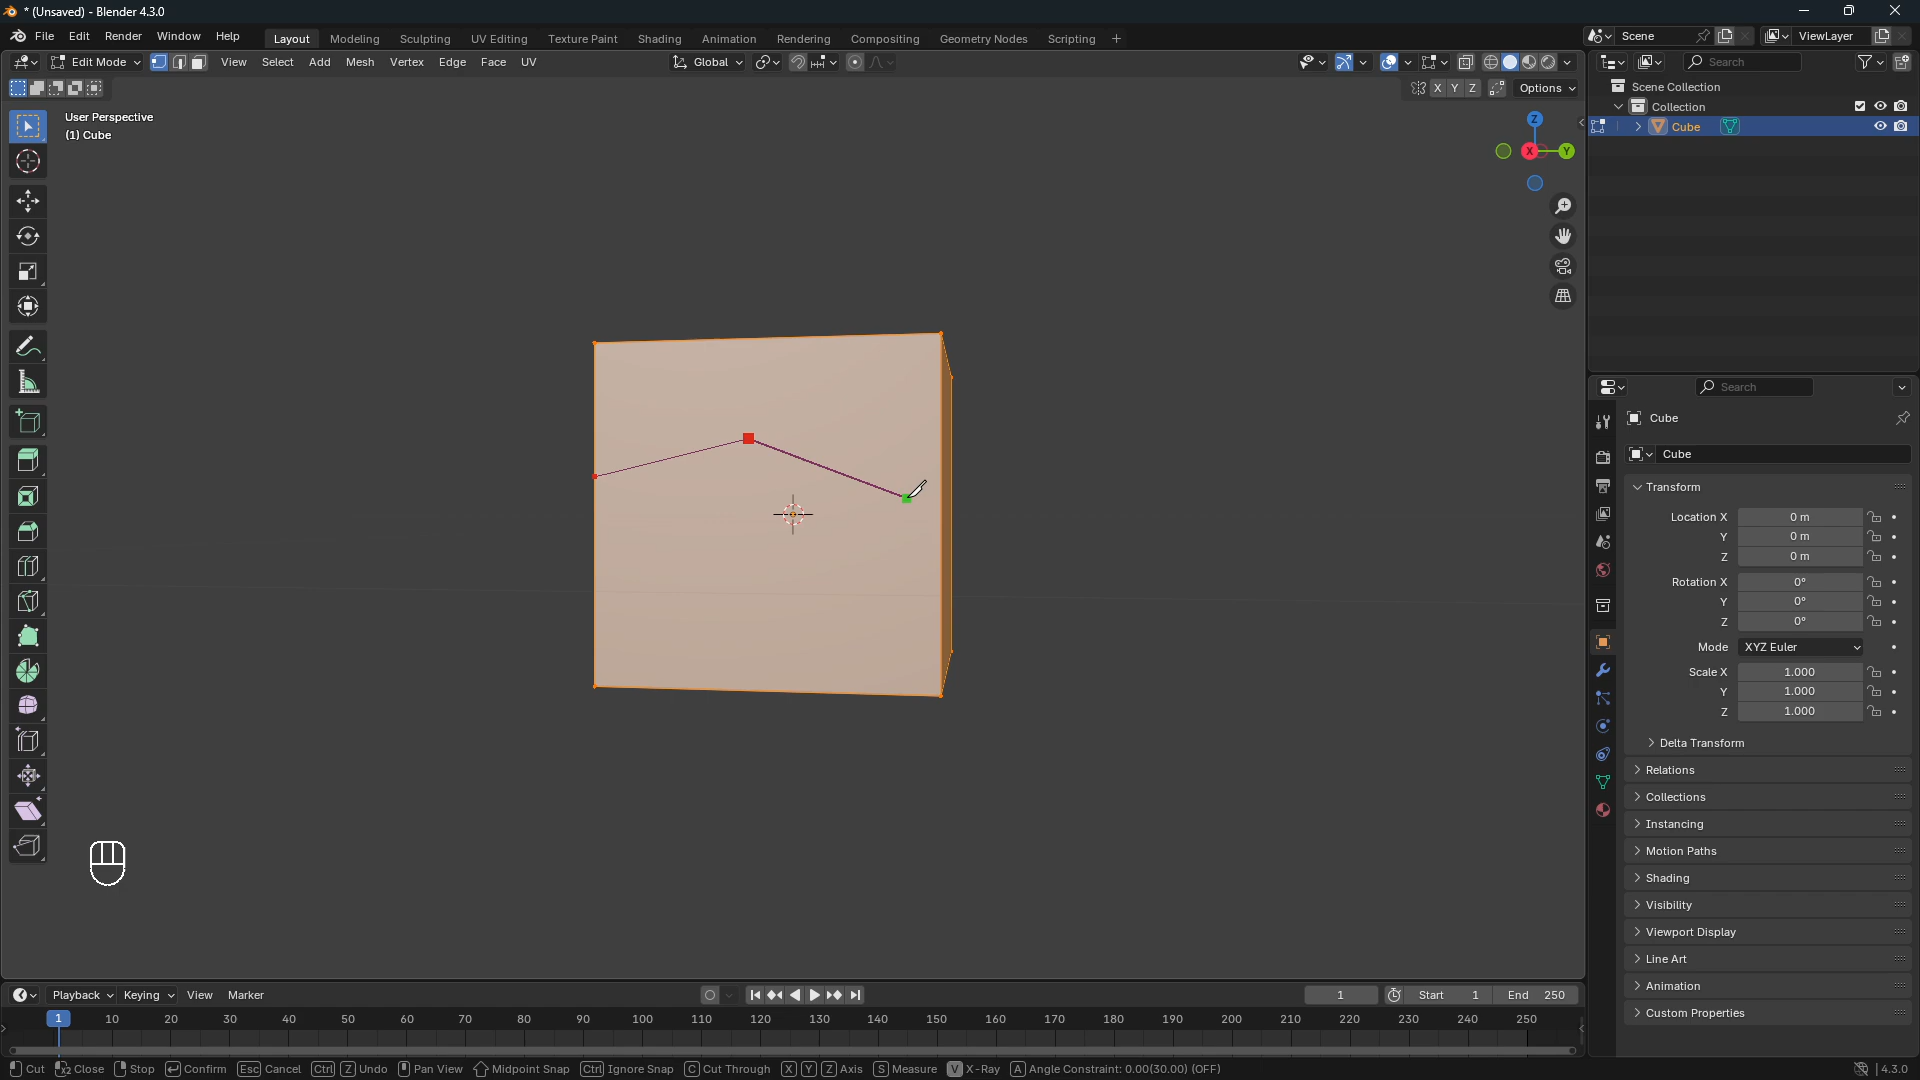 * (Unsaved) - Blender 4.3.0
File Edit Render Window Help Layout Modeling Sculpting UV Editing Texture Paint Shading Animation Rendering Compositing Geometry Nodes Scripting + Scene ViewLayer
Edit Mode View Select Add Mesh Vertex Edge Face UV Global Search
X Y Z Options
User Perspective
(1) Cube
Z
X
Y
Scene Collection
Collection
Cube
Search
Cube
Cube
Transform
Location X 0 m
Y 0 m
Z 0 m
Rotation X 0°
Y 0°
Z 0°
Mode XYZ Euler
Scale X 1.000
Y 1.000
Z 1.000
Delta Transform
Relations
Collections
Instancing
Motion Paths
Shading
Visibility
Viewport Display
Line Art
Animation
Custom Properties
Playback Keying View Marker 1 Start 1 End 250
1 10 20 30 40 50 60 70 80 90 100 110 120 130 140 150 160 170 180 190 200 210 220 230 240 250
Cut x2 Close Stop Confirm Esc Cancel Ctrl Z Undo Pan View Midpoint Snap Ctrl Ignore Snap C Cut Through X Y Z Axis S Measure V X-Ray A Angle Constraint: 0.00(30.00) (OFF) 4.3.0